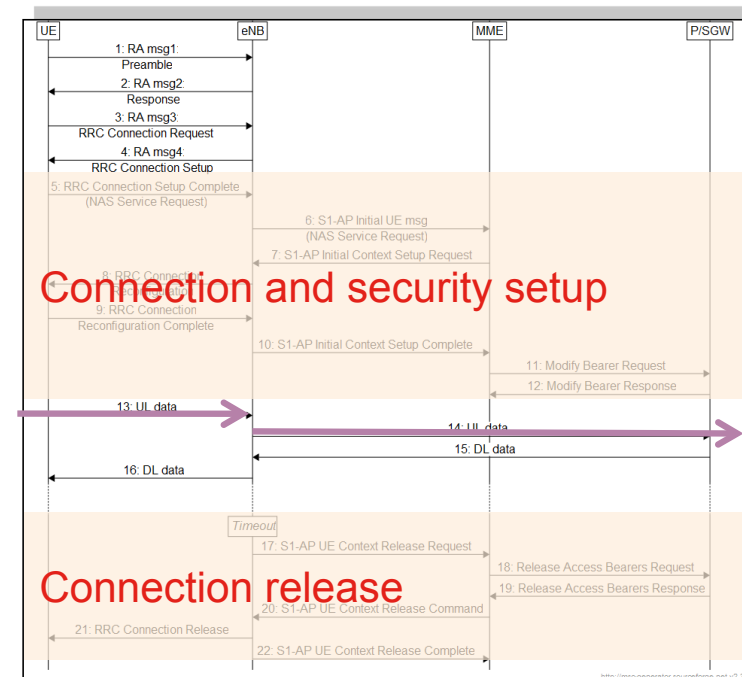 UE eNB MME P/SGW
1: RA msg1:
Preamble
2: RA msg2:
Response
3: RA msg3:
RRC Connection Request
4: RA msg4:
RRC Connection Setup
5: RRC Connection Setup Complete
(NAS Service Request)
6: S1-AP Initial UE msg
(NAS Service Request)
7: S1-AP Initial Context Setup Request
8: RRC Connection
Reconfiguration
Connection and security setup
9: RRC Connection
Reconfiguration Complete
10: S1-AP Initial Context Setup Complete
11: Modify Bearer Request
12: Modify Bearer Response
13: UL data
14: UL data
15: DL data
16: DL data
Timeout
17: S1-AP UE Context Release Request
18: Release Access Bearers Request
Connection release
19: Release Access Bearers Response
20: S1-AP UE Context Release Command
21: RRC Connection Release
22: S1-AP UE Context Release Complete